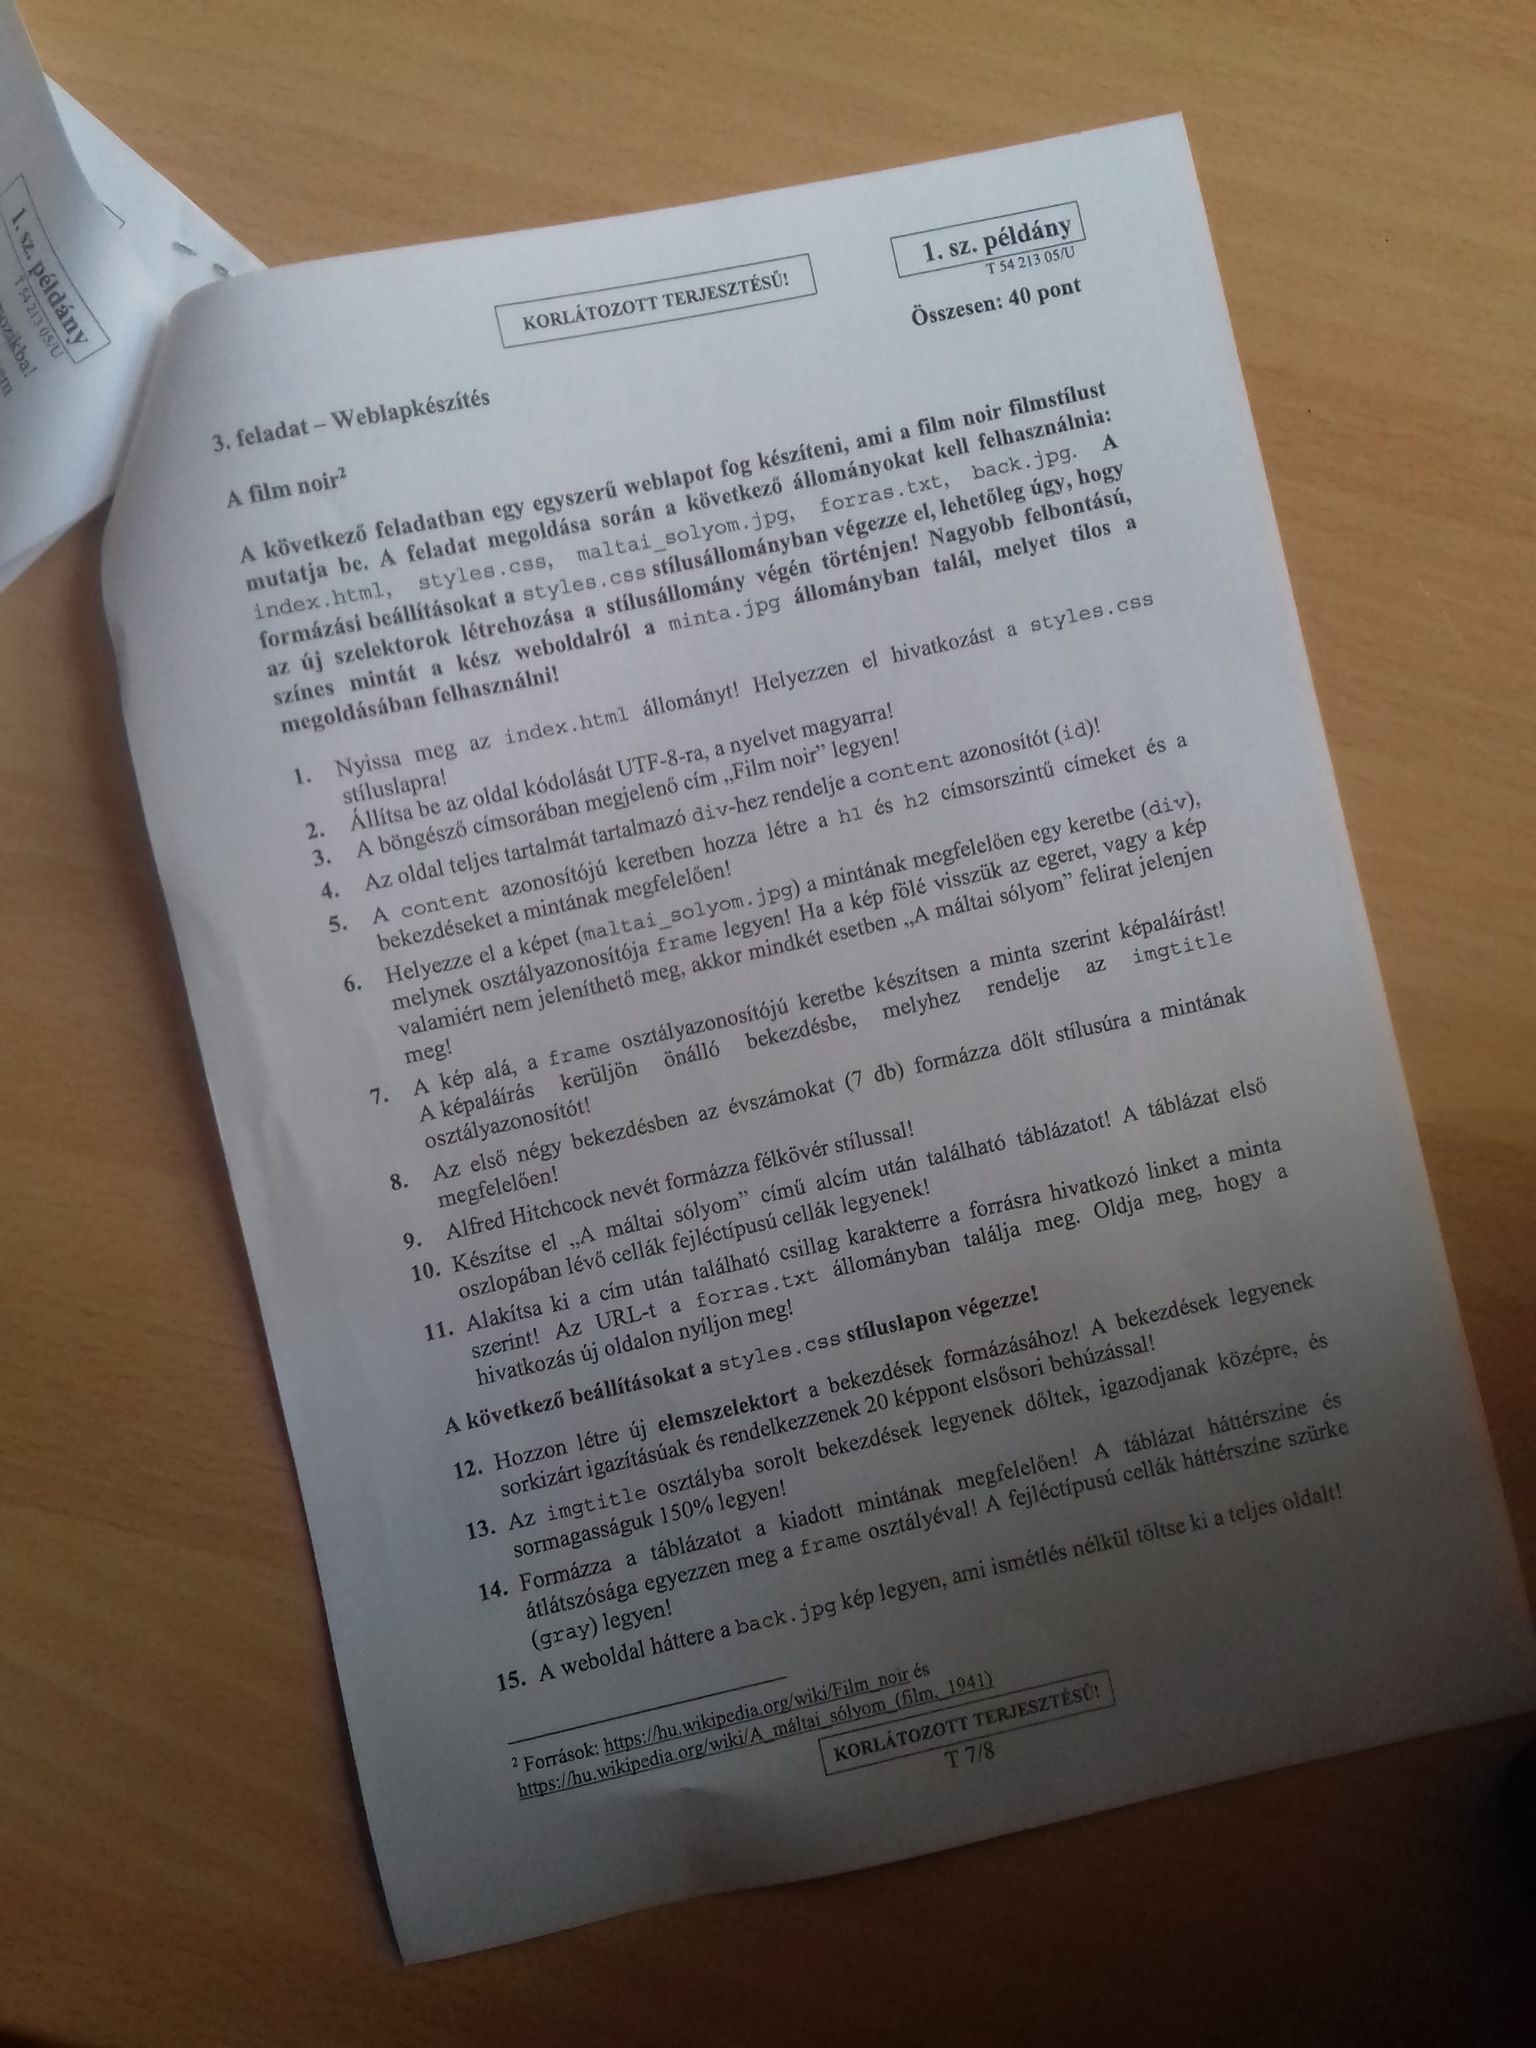 1. sz. példány
T 54 213 05/U
KORLÁTOZOTT TERJESZTÉSŰ!
1. sz. példány
T 54 213 05/U
Összesen: 40 pont
3. feladat – Weblapkészítés
A film noir²
A következő feladatban egy egyszerű weblapot fog készíteni, ami a film noir filmstílust
mutatja be. A feladat megoldása során a következő állományokat kell felhasználnia:
index.html, styles.css, maltai_solyom.jpg, forras.txt, back.jpg. A
formázási beállításokat a styles.css stílusállományban végezze el, lehetőleg úgy, hogy
az új szelektorok létrehozása a stílusállomány végén történjen! Nagyobb felbontású,
színes mintát a kész weboldalról a minta.jpg állományban talál, melyet tilos a
megoldásában felhasználni!
1. Nyissa meg az index.html állományt! Helyezzen el hivatkozást a styles.css
stíluslapra!
2. Állítsa be az oldal kódolását UTF-8-ra, a nyelvet magyarra!
3. A böngésző címsorában megjelenő cím „Film noir” legyen!
4. Az oldal teljes tartalmát tartalmazó div-hez rendelje a content azonosítót (id)!
5. A content azonosítójú keretben hozza létre a h1 és h2 címsorszintű címeket és a
bekezdéseket a mintának megfelelően!
6. Helyezze el a képet (maltai_solyom.jpg) a mintának megfelelően egy keretbe (div),
melynek osztályazonosítója frame legyen! Ha a kép fölé visszük az egeret, vagy a kép
valamiért nem jeleníthető meg, akkor mindkét esetben „A máltai sólyom” felirat jelenjen
meg!
7. A kép alá, a frame osztályazonosítójú keretbe készítsen a minta szerint képaláírást!
A képaláírás kerüljön önálló bekezdésbe, melyhez rendelje az imgtitle
osztályazonosítót!
8. Az első négy bekezdésben az évszámokat (7 db) formázza dőlt stílusúra a mintának
megfelelően!
9. Alfred Hitchcock nevét formázza félkövér stílussal!
10. Készítse el „A máltai sólyom” című alcím után található táblázatot! A táblázat első
oszlopában lévő cellák fejléctípusú cellák legyenek!
11. Alakítsa ki a cím után található csillag karakterre a forrásra hivatkozó linket a minta
szerint! Az URL-t a forras.txt állományban találja meg. Oldja meg, hogy a
hivatkozás új oldalon nyíljon meg!
A következő beállításokat a styles.css stíluslapon végezze!
12. Hozzon létre új elemszelektort a bekezdések formázásához! A bekezdések legyenek
sorkizárt igazításúak és rendelkezzenek 20 képpont elsősori behúzással!
13. Az imgtitle osztályba sorolt bekezdések legyenek dőltek, igazodjanak középre, és
sormagasságuk 150% legyen!
14. Formázza a táblázatot a kiadott mintának megfelelően! A táblázat háttérszíne és
átlátszósága egyezzen meg a frame osztályéval! A fejléctípusú cellák háttérszíne szürke
(gray) legyen!
15. A weboldal háttere a back.jpg kép legyen, ami ismétlés nélkül töltse ki a teljes oldalt!
² Források: https://hu.wikipedia.org/wiki/Film_noir és
https://hu.wikipedia.org/wiki/A_máltai_sólyom_(film,_1941)
KORLÁTOZOTT TERJESZTÉSŰ!
T 7/8